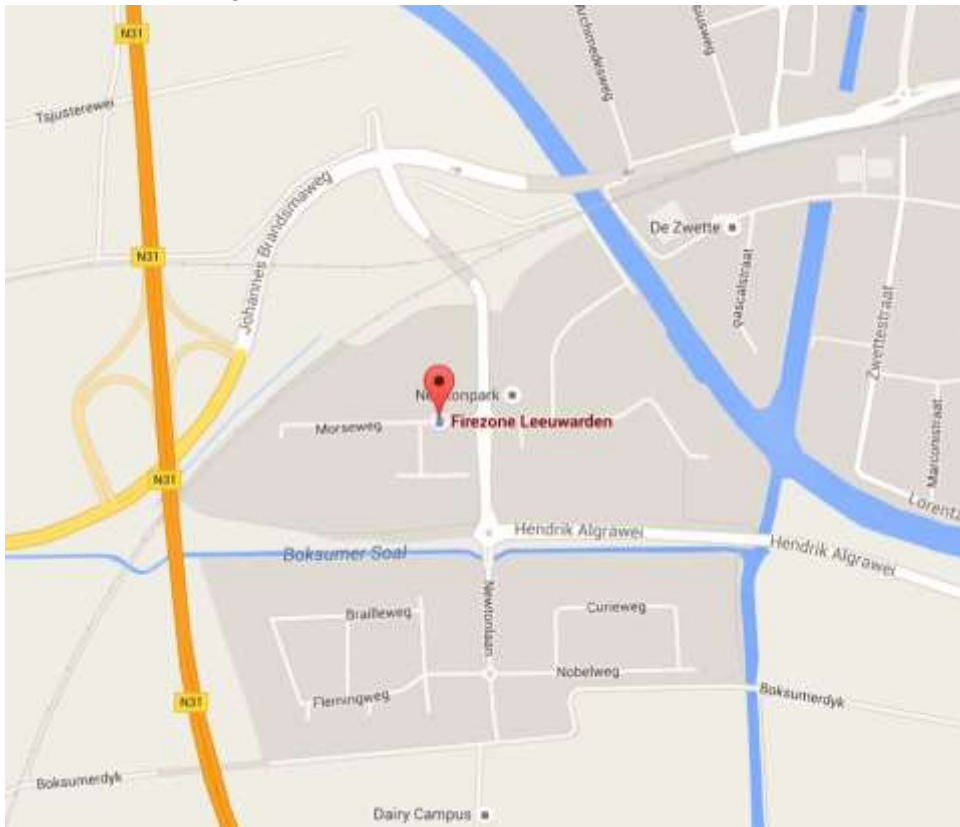 N31
Archimedesweg
Tsjusterewei
Johannes Brandsmaweg
De Zwette
N31
Pascalstraat
Zwettestraat
Newtonpark
Firezone Leeuwarden
Morseweg
Marconistraat
N31
Lorentz
Hendrik Algrawei
Hendrik Algrawei
Boksumer Soal
Newtonlaan
Brailleweg
Curieweg
Nobelweg
Flemingweg
N31
Boksumerdyk
Boksumerdyk
Dairy Campus